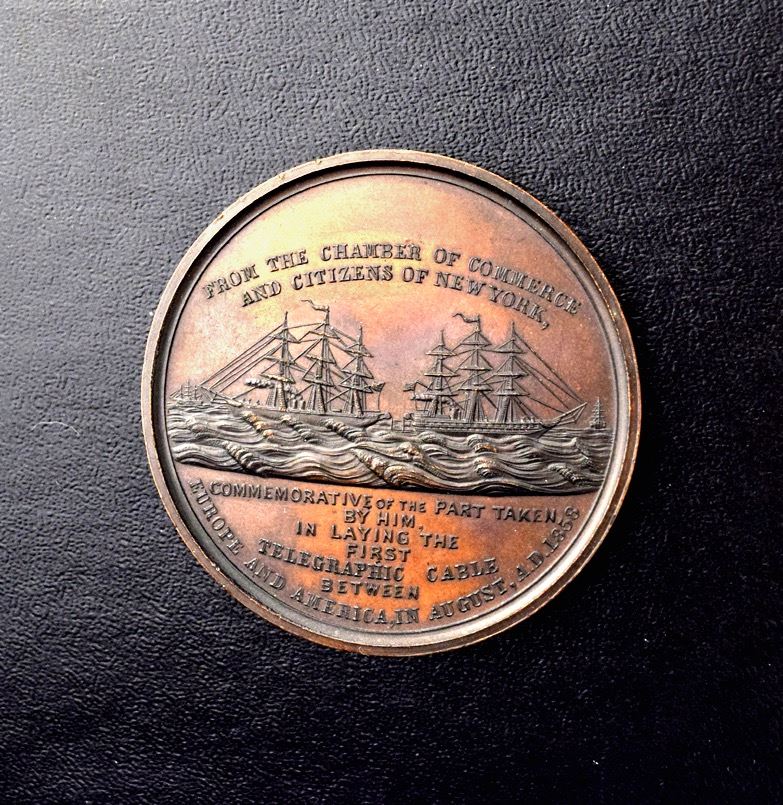 FROM THE CHAMBER OF COMMERCE
AND CITIZENS OF NEW YORK,
COMMEMORATIVE OF THE PART TAKEN,
BY HIM,
IN LAYING THE
FIRST
TELEGRAPHIC CABLE
BETWEEN
EUROPE AND AMERICA, IN AUGUST, A.D. 1858